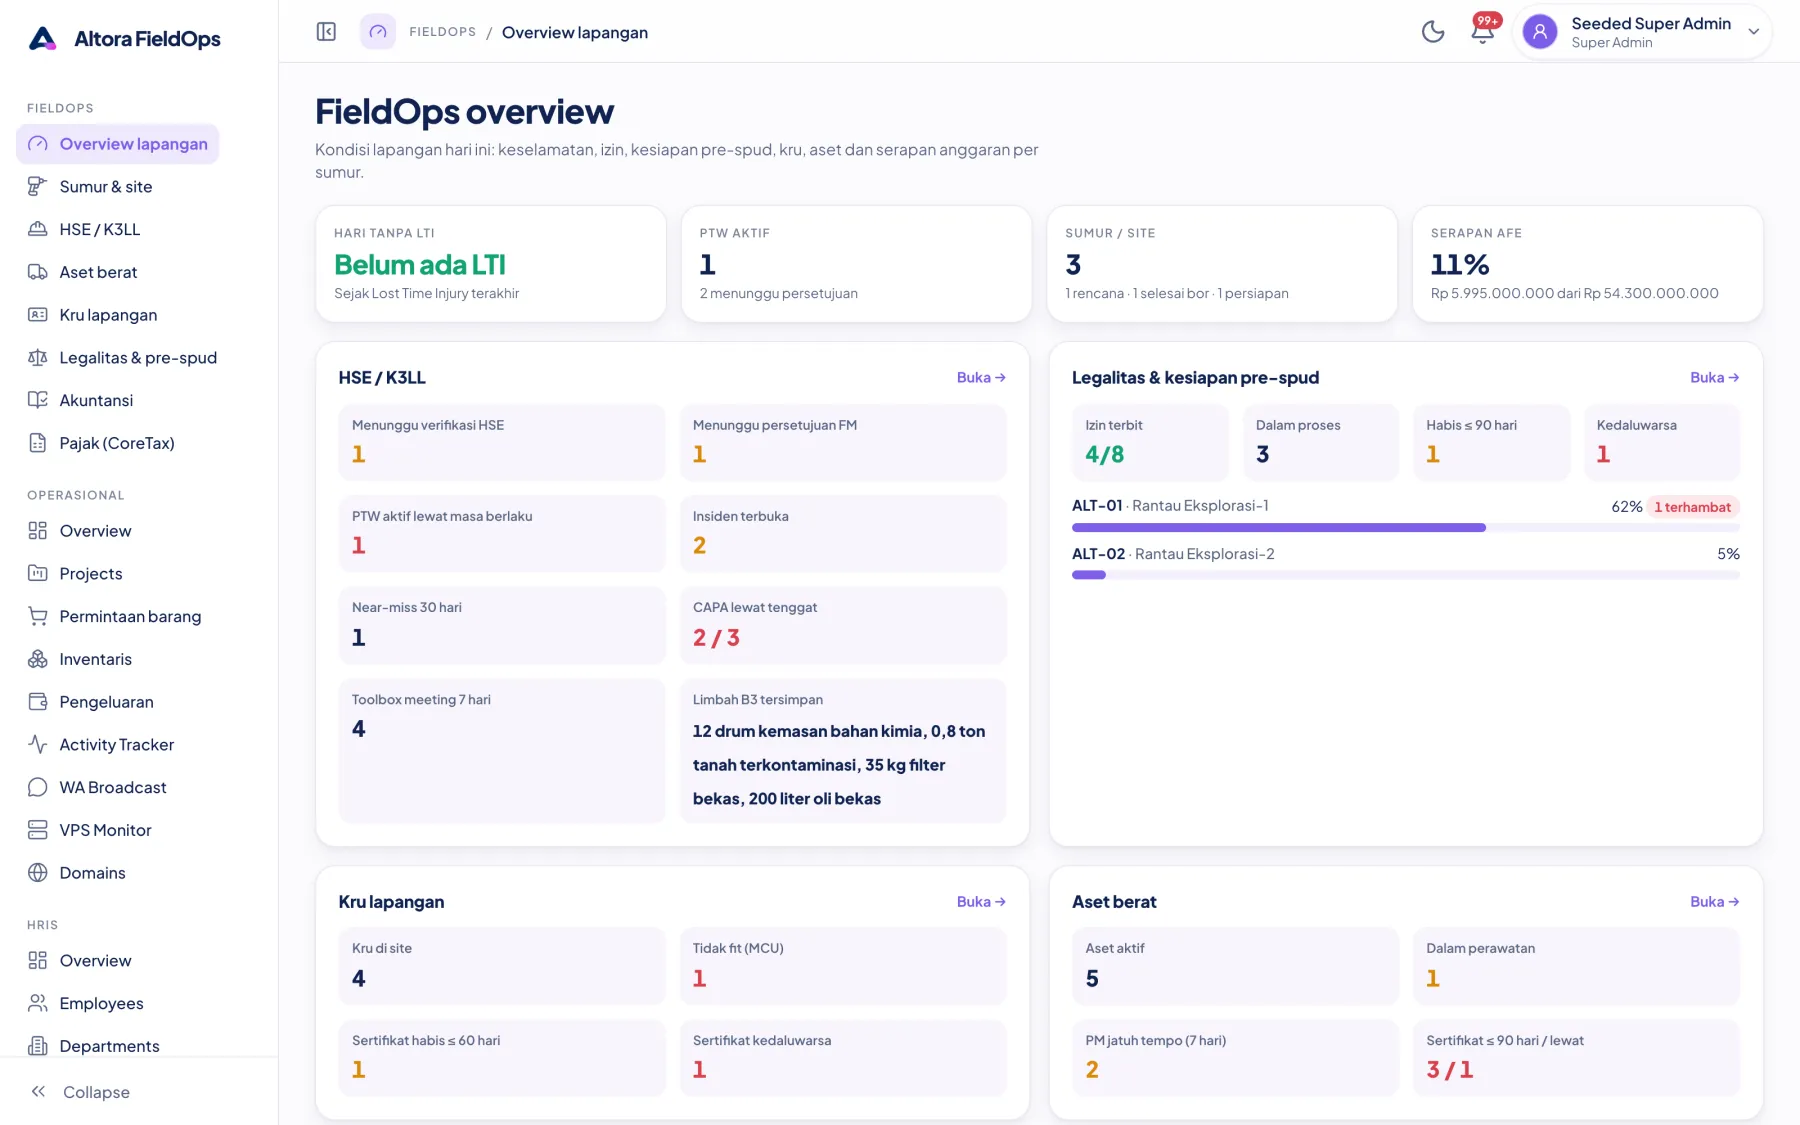 Altora FieldOps
FIELDOPS
Overview lapangan
Sumur & site
HSE / K3LL
Aset berat
Kru lapangan
Legalitas & pre-spud
Akuntansi
Pajak (CoreTax)
OPERASIONAL
Overview
Projects
Permintaan barang
Inventaris
Pengeluaran
Activity Tracker
WA Broadcast
VPS Monitor
Domains
HRIS
Overview
Employees
Departments
Collapse
FIELDOPS / Overview lapangan
99+
Seeded Super Admin
Super Admin
FieldOps overview
Kondisi lapangan hari ini: keselamatan, izin, kesiapan pre-spud, kru, aset dan serapan anggaran per
sumur.
HARI TANPA LTI
Belum ada LTI
Sejak Lost Time Injury terakhir
PTW AKTIF
1
2 menunggu persetujuan
SUMUR / SITE
3
1 rencana · 1 selesai bor · 1 persiapan
SERAPAN AFE
11%
Rp 5.995.000.000 dari Rp 54.300.000.000
HSE / K3LL
Buka →
Menunggu verifikasi HSE
1
Menunggu persetujuan FM
1
PTW aktif lewat masa berlaku
1
Insiden terbuka
2
Near-miss 30 hari
1
CAPA lewat tenggat
2 / 3
Toolbox meeting 7 hari
4
Limbah B3 tersimpan
12 drum kemasan bahan kimia, 0,8 ton
tanah terkontaminasi, 35 kg filter
bekas, 200 liter oli bekas
Legalitas & kesiapan pre-spud
Buka →
Izin terbit
4/8
Dalam proses
3
Habis ≤ 90 hari
1
Kedaluwarsa
1
ALT-01 · Rantau Eksplorasi-1
62% 1 terhambat
ALT-02 · Rantau Eksplorasi-2
5%
Kru lapangan
Buka →
Kru di site
4
Tidak fit (MCU)
1
Sertifikat habis ≤ 60 hari
1
Sertifikat kedaluwarsa
1
Aset berat
Buka →
Aset aktif
5
Dalam perawatan
1
PM jatuh tempo (7 hari)
2
Sertifikat ≤ 90 hari / lewat
3 / 1